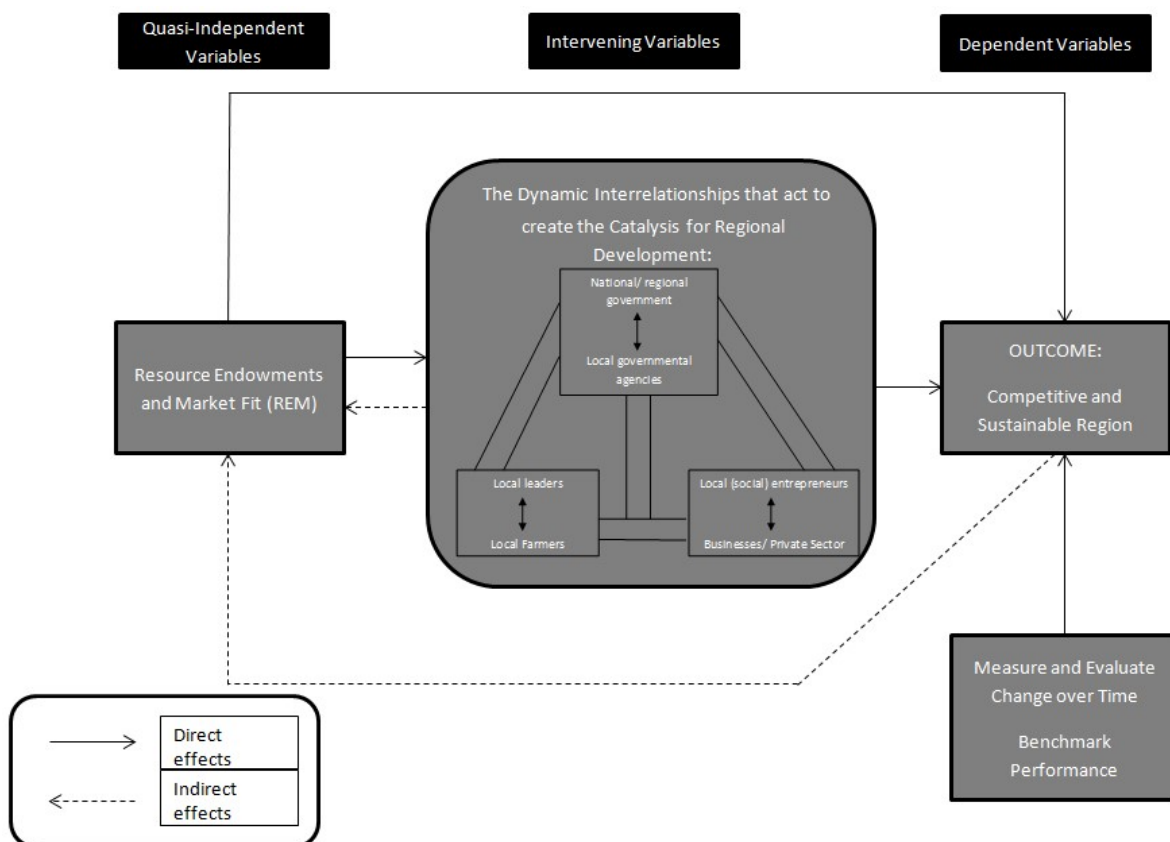 Quasi-Independent
Variables
Intervening Variables
Dependent Variables
The Dynamic Interrelationships that act to
create the Catalysis for Regional
Development:
National/ regional
government
Local governmental
agencies
Resource Endowments
and Market Fit (REM)
OUTCOME:
Competitive and
Sustainable Region
Local leaders
Local Farmers
Local (social) entrepreneurs
Businesses/ Private Sector
Measure and Evaluate
Change over Time
Benchmark
Performance
Direct
effects
Indirect
effects